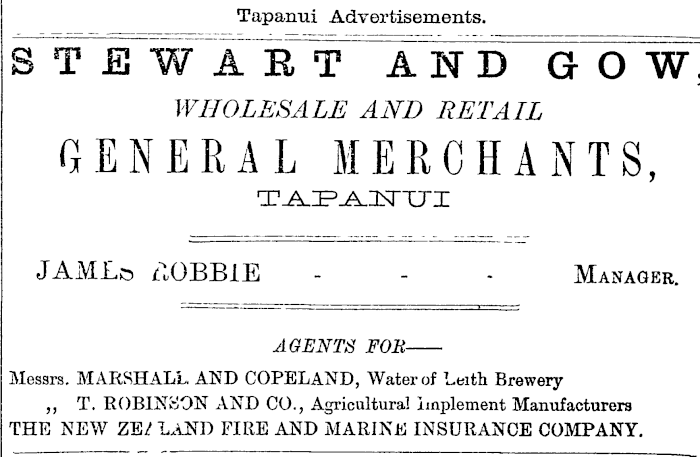 Tapanui Advertisements.
STEWART AND GOW,
WHOLESALE AND RETAIL
GENERAL MERCHANTS,
TAPANUI
JAMES ROBBIE - - - MANAGER.
AGENTS FOR——
Messrs. MARSHALL AND COPELAND, Water of Leith Brewery
„ T. ROBINSON AND CO., Agricultural Implement Manufacturers
THE NEW ZEALAND FIRE AND MARINE INSURANCE COMPANY.